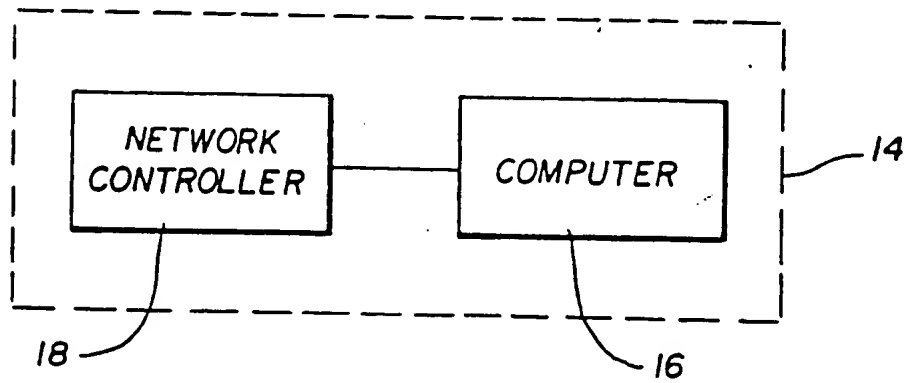 NETWORK
CONTROLLER
COMPUTER
14
18
16